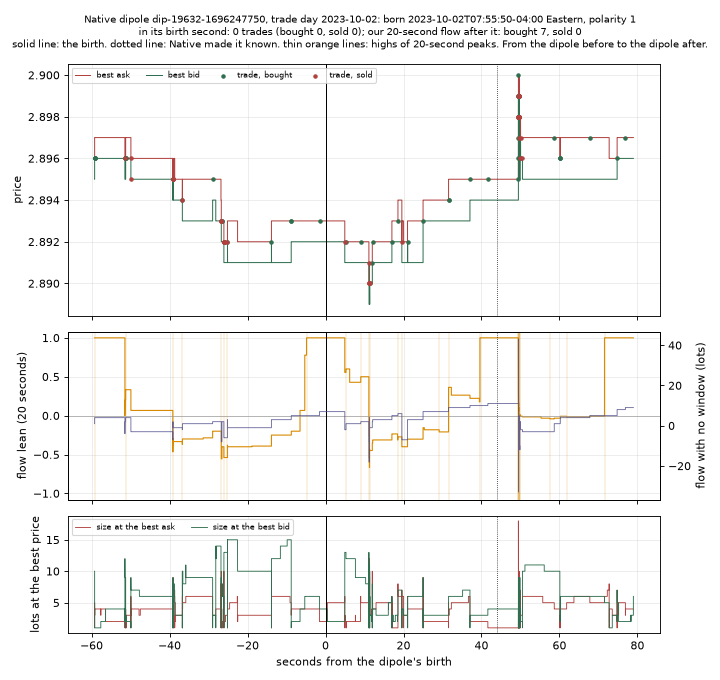 Native dipole dip-19632-1696247750, trade day 2023-10-02: born 2023-10-02T07:55:50-04:00 Eastern, polarity 1
in its birth second: 0 trades (bought 0, sold 0); our 20-second flow after it: bought 7, sold 0
solid line: the birth. dotted line: Native made it known. thin orange lines: highs of 20-second peaks. From the dipole before to the dipole after.
best ask best bid trade, bought trade, sold
2.900
2.898
2.896
2.894
2.892
2.890
price
1.0
0.5
0.0
−0.5
−1.0
flow lean (20 seconds)
40
20
0
−20
flow with no window (lots)
size at the best ask size at the best bid
15
10
5
lots at the best price
−60 −40 −20 0 20 40 60 80
seconds from the dipole's birth